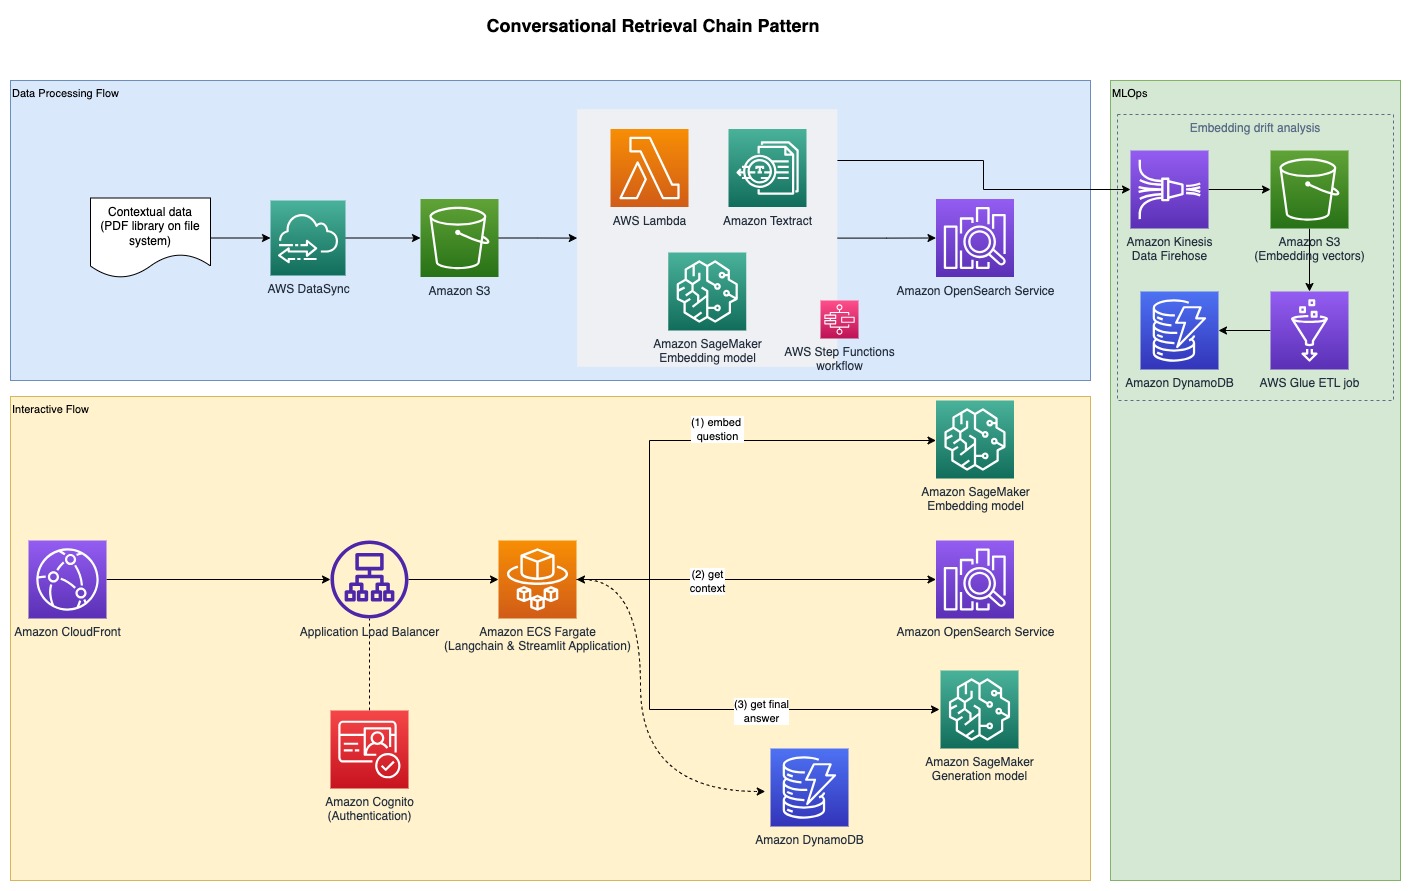 Conversational Retrieval Chain Pattern
Data Processing Flow
Contextual data
(PDF library on file
system)
AWS DataSync
Amazon S3
AWS Lambda
Amazon Textract
Amazon SageMaker
Embedding model
AWS Step Functions
workflow
Amazon OpenSearch Service
MLOps
Embedding drift analysis
Amazon Kinesis
Data Firehose
Amazon S3
(Embedding vectors)
Amazon DynamoDB
AWS Glue ETL job
Interactive Flow
Amazon CloudFront
Application Load Balancer
Amazon Cognito
(Authentication)
Amazon ECS Fargate
(Langchain & Streamlit Application)
(1) embed
question
Amazon SageMaker
Embedding model
(2) get
context
Amazon OpenSearch Service
(3) get final
answer
Amazon SageMaker
Generation model
Amazon DynamoDB